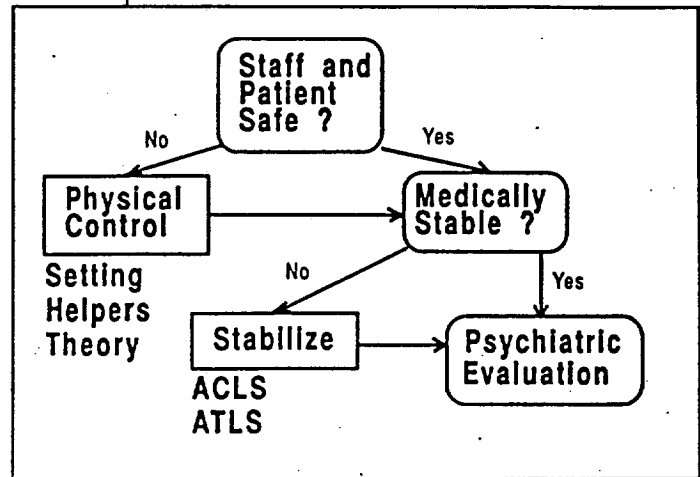 Staff and
Patient
Safe ?
No
Yes
Physical
Control
Medically
Stable ?
Setting
Helpers
Theory
No
Yes
Stabilize
Psychiatric
Evaluation
ACLS
ATLS